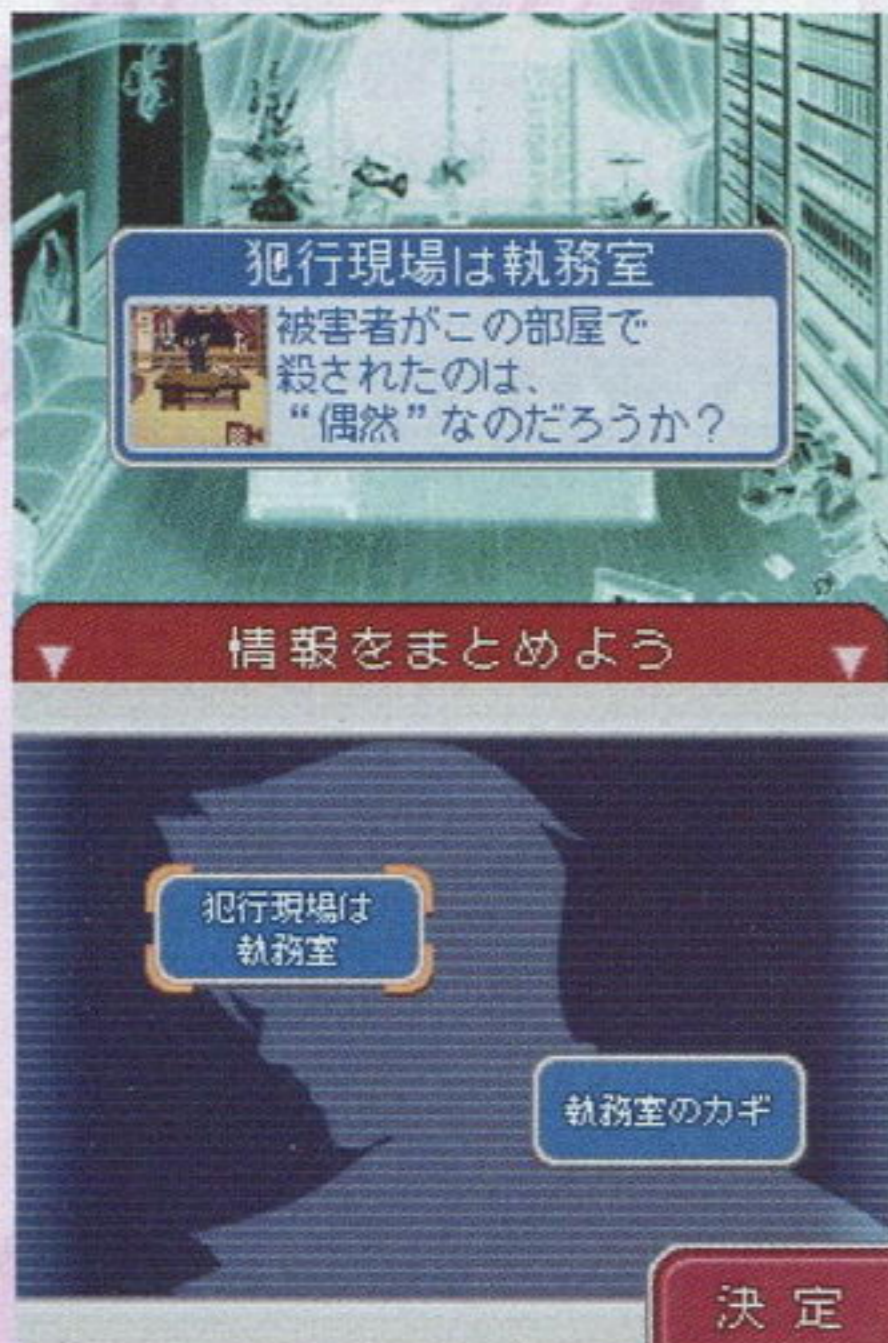 犯行現場は執務室
被害者がこの部屋で
殺されたのは、
“偶然”なのだろうか？
情報をまとめよう
犯行現場は
執務室
執務室のカギ
決定